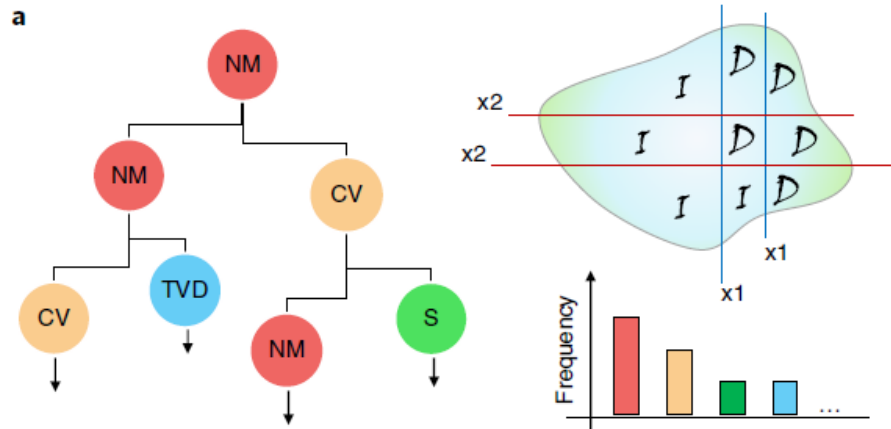 a
NM
NM
CV
CV
TVD
NM
S
x2
x2
I
D
D
I
D
D
I
I
D
x1
x1
Frequency
...